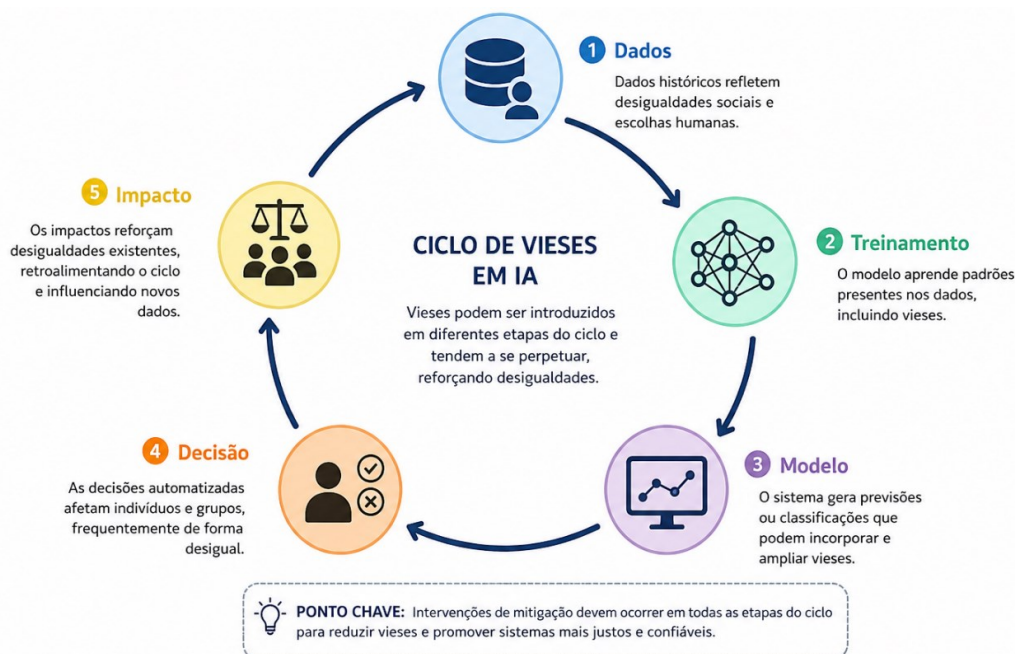 1 Dados
Dados históricos refletem
desigualdades sociais e
escolhas humanas.
2 Treinamento
O modelo aprende padrões
presentes nos dados,
incluindo vieses.
3 Modelo
O sistema gera previsões
ou classificações que
podem incorporar e
ampliar vieses.
4 Decisão
As decisões automatizadas
afetam indivíduos e grupos,
frequentemente de forma
desigual.
5 Impacto
Os impactos reforçam
desigualdades existentes,
retroalimentando o ciclo
e influenciando novos
dados.
CICLO DE VIESES
EM IA
Vieses podem ser introduzidos
em diferentes etapas do ciclo e
tendem a se perpetuar,
reforçando desigualdades.
PONTO CHAVE: Intervenções de mitigação devem ocorrer em todas as etapas do ciclo
para reduzir vieses e promover sistemas mais justos e confiáveis.